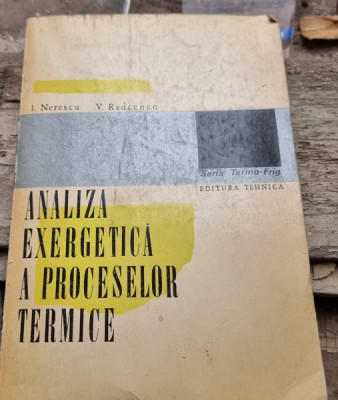 I. Nerescu V. Radcenco
Seria Termo-Frig
EDITURA TEHNICA
ANALIZA
EXERGETICĂ
A PROCESELOR
TERMICE